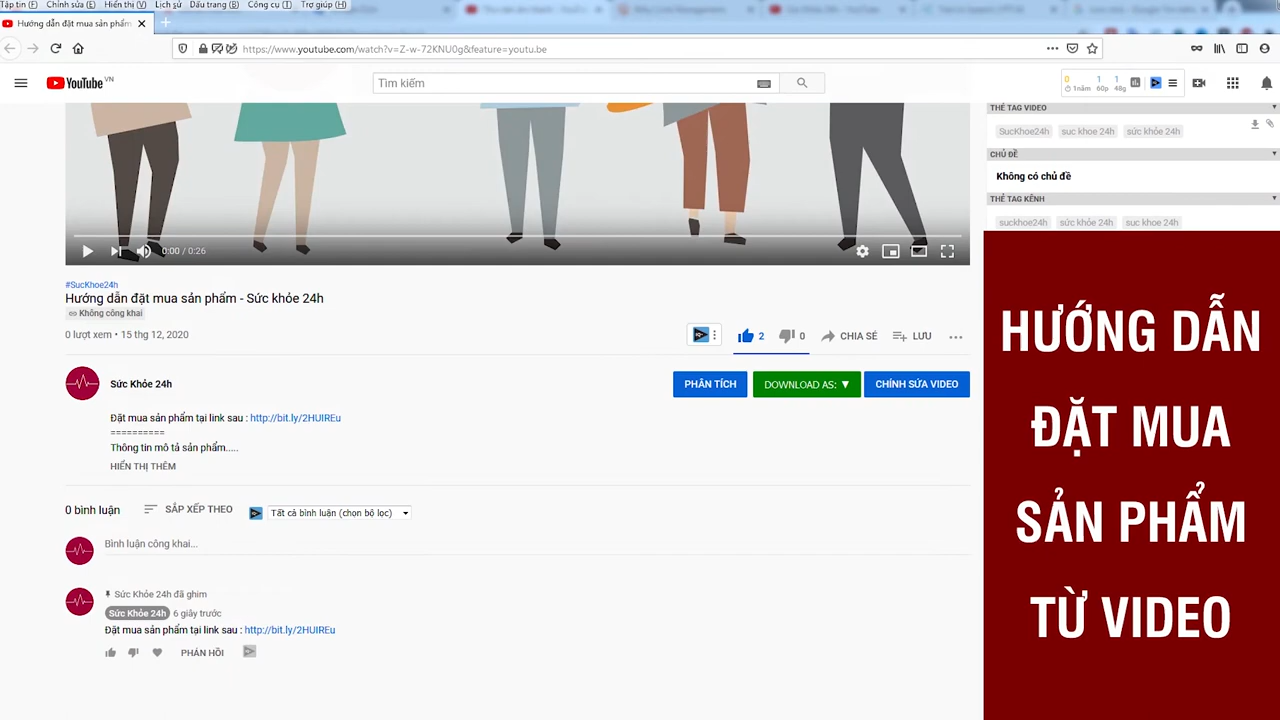 Tập tin (F) Chỉnh sửa (E) Hiển thị (V) Lịch sử Dấu trang (B) Công cụ (T) Trợ giúp (H)
Hướng dẫn đặt mua sản phẩm
https://www.youtube.com/watch?v=Z-w-72KNU0g&feature=youtu.be
YouTube VN
Tìm kiếm
0 1 1
1năm 60p 48g
THẺ TAG VIDEO
SucKhoe24h suc khoe 24h sức khỏe 24h
CHỦ ĐỀ
Không có chủ đề
THẺ TAG KÊNH
suckhoe24h sức khỏe 24h suc khoe 24h
0:00 / 0:26
#SucKhoe24h
Hướng dẫn đặt mua sản phẩm - Sức khỏe 24h
Không công khai
0 lượt xem • 15 thg 12, 2020
2 0 CHIA SẺ LƯU
Sức Khỏe 24h
PHÂN TÍCH DOWNLOAD AS: ▼ CHỈNH SỬA VIDEO
Đặt mua sản phẩm tại link sau : http://bit.ly/2HUIREu
==========
Thông tin mô tả sản phẩm.....
HIỂN THỊ THÊM
0 bình luận SẮP XẾP THEO Tất cả bình luận (chọn bộ lọc)
Bình luận công khai...
Sức Khỏe 24h đã ghim
Sức Khỏe 24h 6 giây trước
Đặt mua sản phẩm tại link sau : http://bit.ly/2HUIREu
PHẢN HỒI
HƯỚNG DẪN
ĐẶT MUA
SẢN PHẨM
TỪ VIDEO